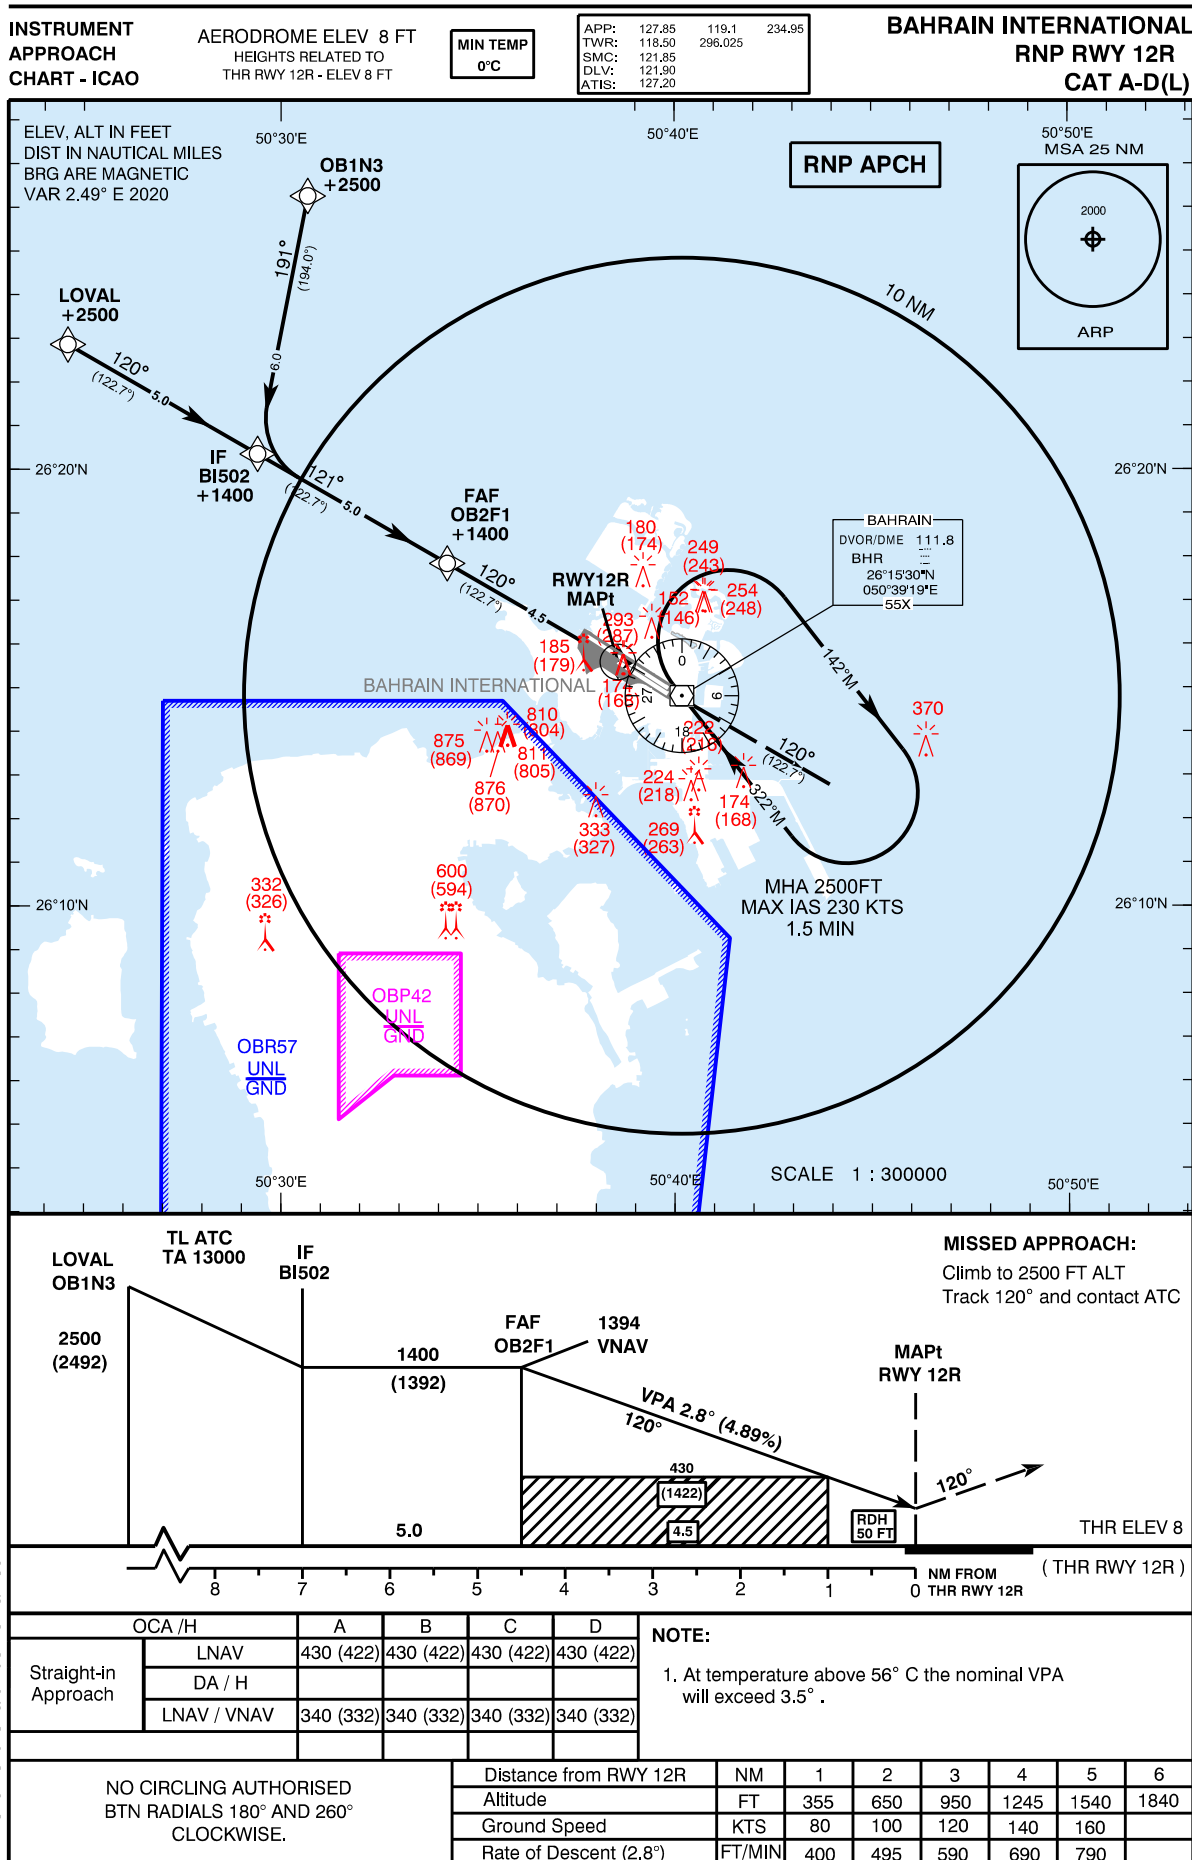 INSTRUMENT
APPROACH
CHART - ICAO
AERODROME ELEV 8 FT
HEIGHTS RELATED TO
THR RWY 12R - ELEV 8 FT
MIN TEMP
0°C
APP: 127.85 119.1 234.95
TWR: 118.50 296.025
SMC: 121.85
DLV: 121.90
ATIS: 127.20
BAHRAIN INTERNATIONAL
RNP RWY 12R
CAT A-D(L)
ELEV, ALT IN FEET
DIST IN NAUTICAL MILES
BRG ARE MAGNETIC
VAR 2.49° E 2020
50°30'E
50°40'E
50°50'E
RNP APCH
MSA 25 NM
2000
ARP
OB1N3
+2500
191°
(194.0°)
6.0
LOVAL
+2500
120°
(122.7°)
5.0
10 NM
26°20'N
26°20'N
IF
BI502
+1400
121°
(122.7°)
5.0
FAF
OB2F1
+1400
120°
(122.7°)
4.5
RWY12R
MAPt
180
(174)
249
(243)
254
(248)
152
(146)
293
(287)
185
(179)
174
(168)
BAHRAIN
DVOR/DME 111.8
BHR
26°15'30"N
050°39'19"E
55X
BAHRAIN INTERNATIONAL
0
6
18
27
142°M
370
120°
(122.7°)
322°M
222
(216)
224
(218)
174
(168)
269
(263)
875
(869)
810
(804)
811
(805)
876
(870)
333
(327)
332
(326)
600
(594)
MHA 2500FT
MAX IAS 230 KTS
1.5 MIN
26°10'N
26°10'N
OBP42
UNL
GND
OBR57
UNL
GND
50°30'E
50°40'E
50°50'E
SCALE 1 : 300000
TL ATC
TA 13000
LOVAL
OB1N3
IF
BI502
2500
(2492)
1400
(1392)
FAF
OB2F1
1394
VNAV
VPA 2.8° (4.89%)
120°
MISSED APPROACH:
Climb to 2500 FT ALT
Track 120° and contact ATC
MAPt
RWY 12R
430
(1422)
4.5
5.0
RDH
50 FT
120°
THR ELEV 8
( THR RWY 12R )
8 7 6 5 4 3 2 1 0
NM FROM
THR RWY 12R
OCA /H A B C D
Straight-in
Approach
LNAV 430 (422) 430 (422) 430 (422) 430 (422)
DA / H
LNAV / VNAV 340 (332) 340 (332) 340 (332) 340 (332)
NOTE:
1. At temperature above 56° C the nominal VPA
will exceed 3.5° .
NO CIRCLING AUTHORISED
BTN RADIALS 180° AND 260°
CLOCKWISE.
Distance from RWY 12R NM 1 2 3 4 5 6
Altitude FT 355 650 950 1245 1540 1840
Ground Speed KTS 80 100 120 140 160
Rate of Descent (2.8°) FT/MIN 400 495 590 690 790